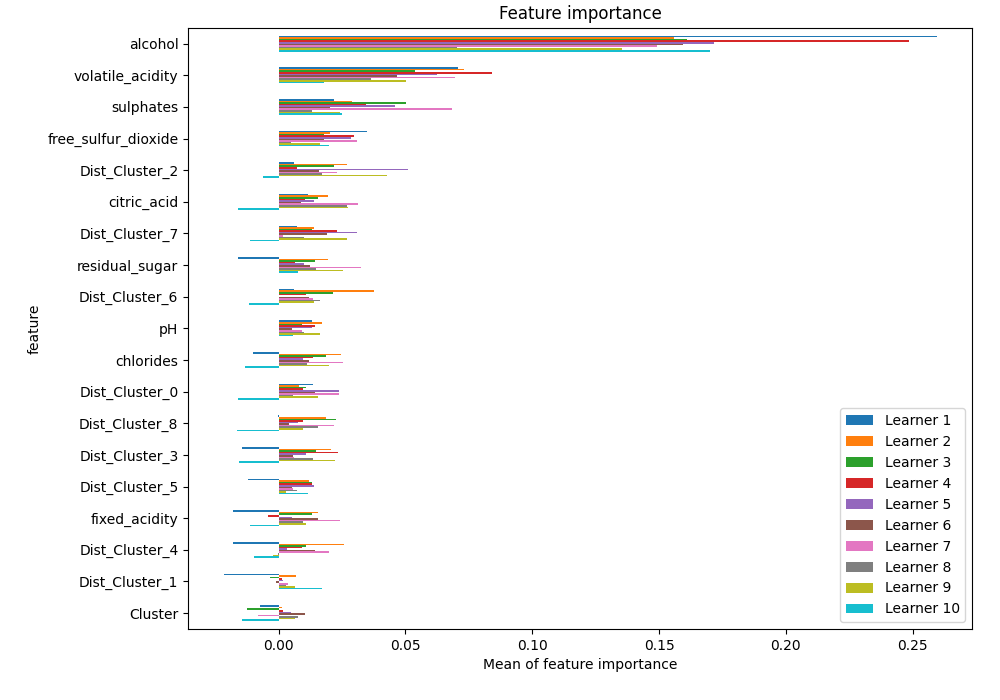 Feature importance
alcohol
volatile_acidity
sulphates
free_sulfur_dioxide
Dist_Cluster_2
citric_acid
Dist_Cluster_7
residual_sugar
Dist_Cluster_6
pH
chlorides
Dist_Cluster_0
Dist_Cluster_8
Dist_Cluster_3
Dist_Cluster_5
fixed_acidity
Dist_Cluster_4
Dist_Cluster_1
Cluster
feature
Learner 1
Learner 2
Learner 3
Learner 4
Learner 5
Learner 6
Learner 7
Learner 8
Learner 9
Learner 10
0.00 0.05 0.10 0.15 0.20 0.25
Mean of feature importance